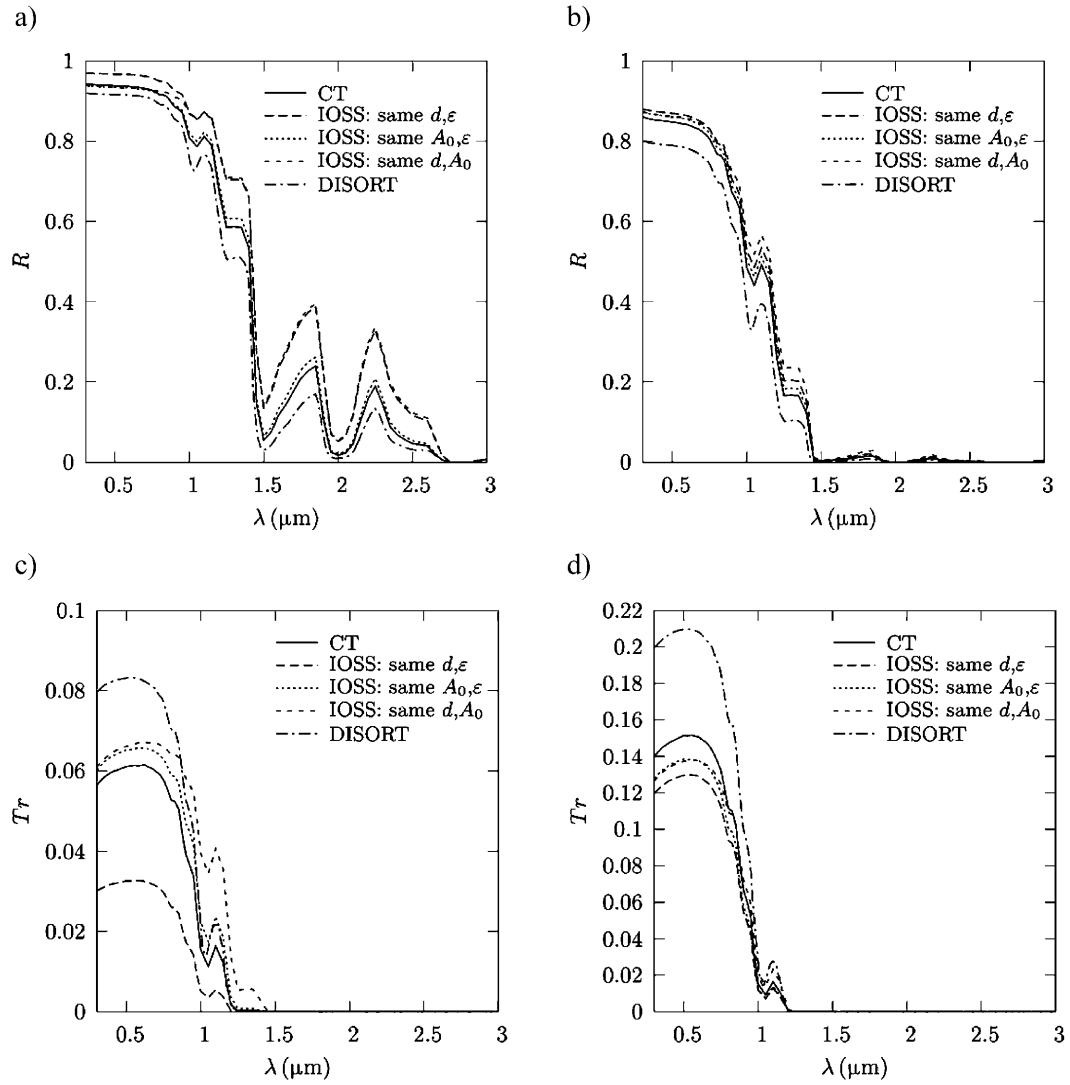 a)
1
0.8
0.6
0.4
0.2
0
R
CT
IOSS: same d,ε
IOSS: same A₀,ε
IOSS: same d,A₀
DISORT
0.5 1 1.5 2 2.5 3
λ (μm)
b)
1
0.8
0.6
0.4
0.2
0
R
CT
IOSS: same d,ε
IOSS: same A₀,ε
IOSS: same d,A₀
DISORT
0.5 1 1.5 2 2.5 3
λ (μm)
c)
0.1
0.08
0.06
0.04
0.02
0
Tr
CT
IOSS: same d,ε
IOSS: same A₀,ε
IOSS: same d,A₀
DISORT
0.5 1 1.5 2 2.5 3
λ (μm)
d)
0.22
0.2
0.18
0.16
0.14
0.12
0.1
0.08
0.06
0.04
0.02
0
Tr
CT
IOSS: same d,ε
IOSS: same A₀,ε
IOSS: same d,A₀
DISORT
0.5 1 1.5 2 2.5 3
λ (μm)